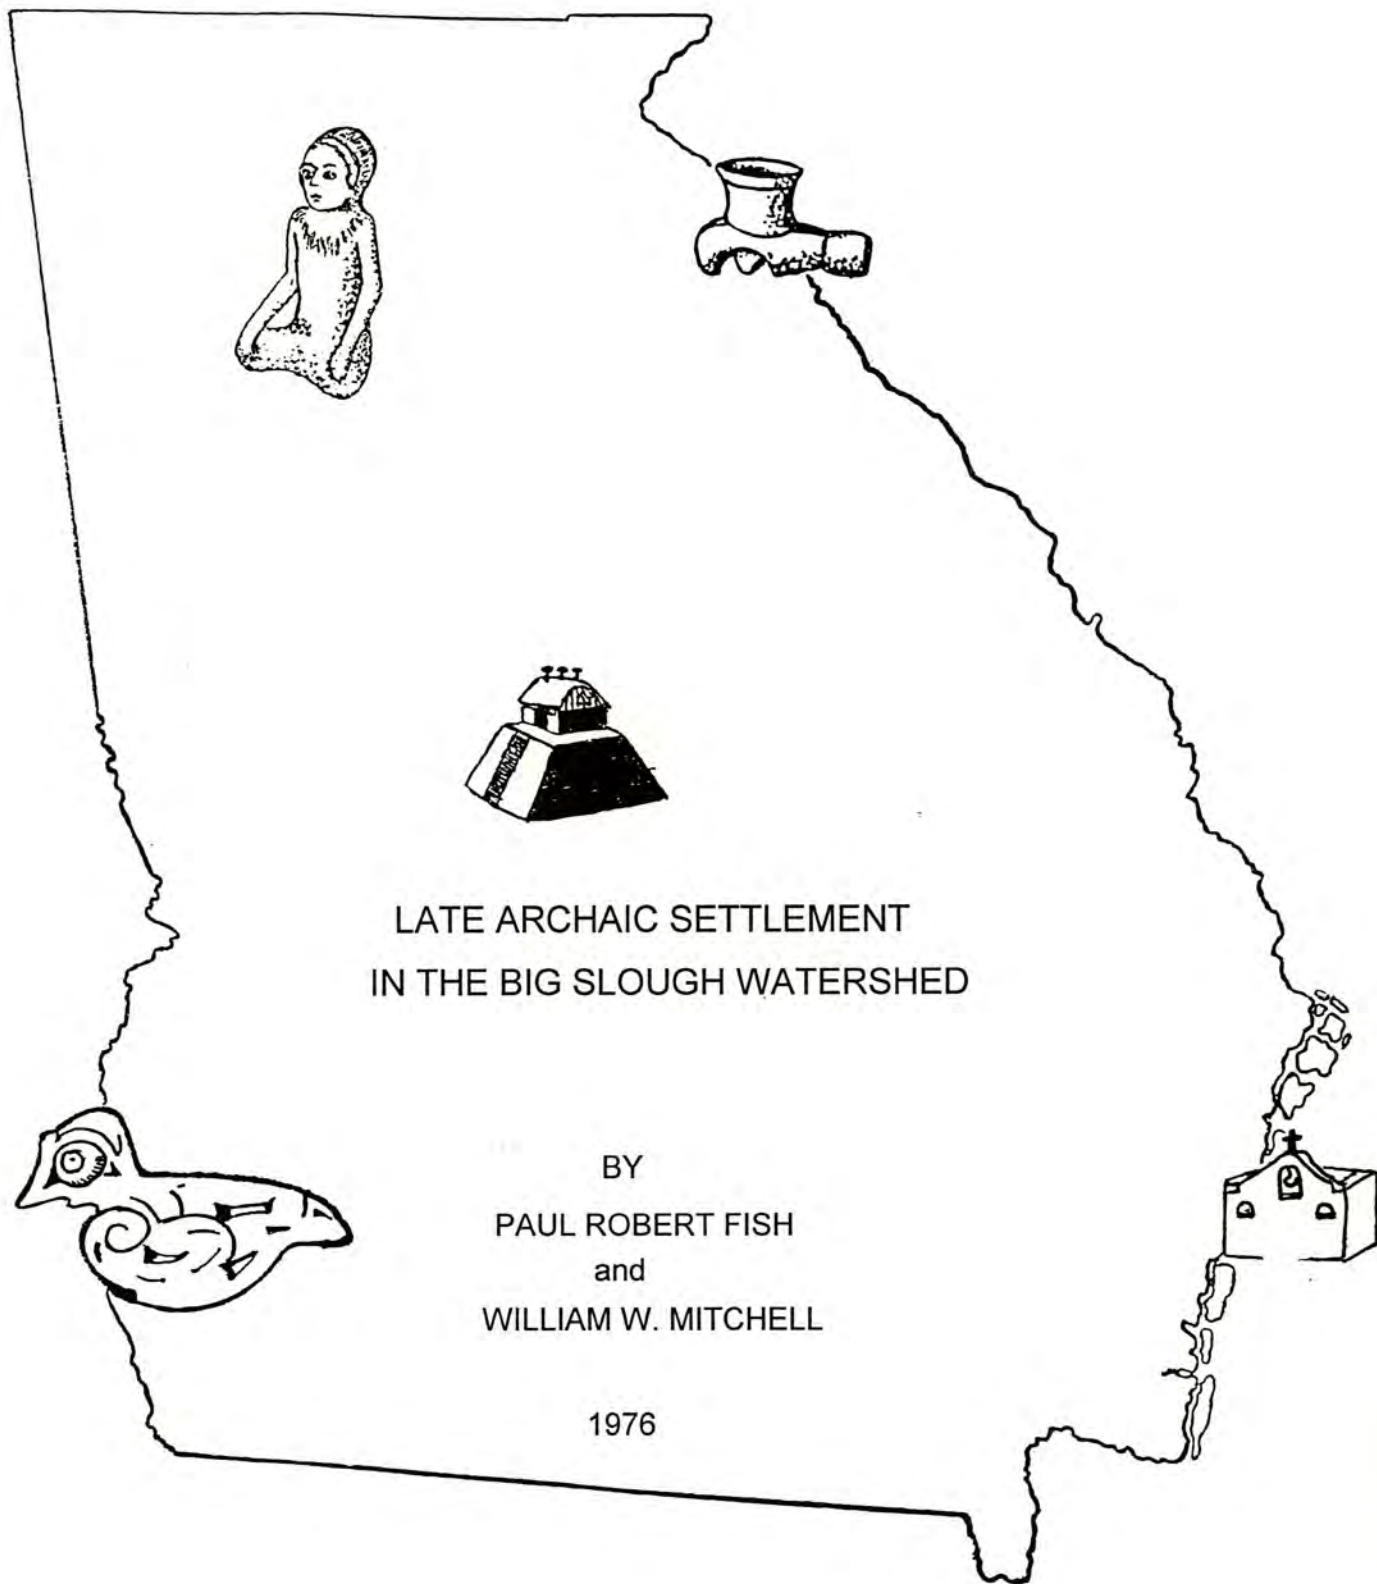 LATE ARCHAIC SETTLEMENT
IN THE BIG SLOUGH WATERSHED
BY
PAUL ROBERT FISH
and
WILLIAM W. MITCHELL
1976